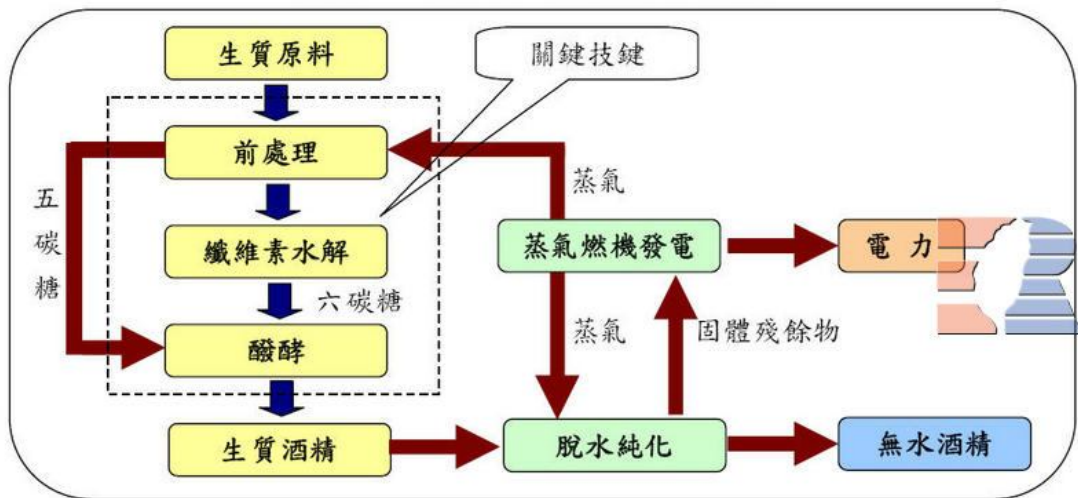 生質原料
關鍵技鍵
前處理
五碳糖
蒸氣
纖維素水解
蒸氣燃機發電
電力
六碳糖
蒸氣
固體殘餘物
醱酵
生質酒精
脫水純化
無水酒精